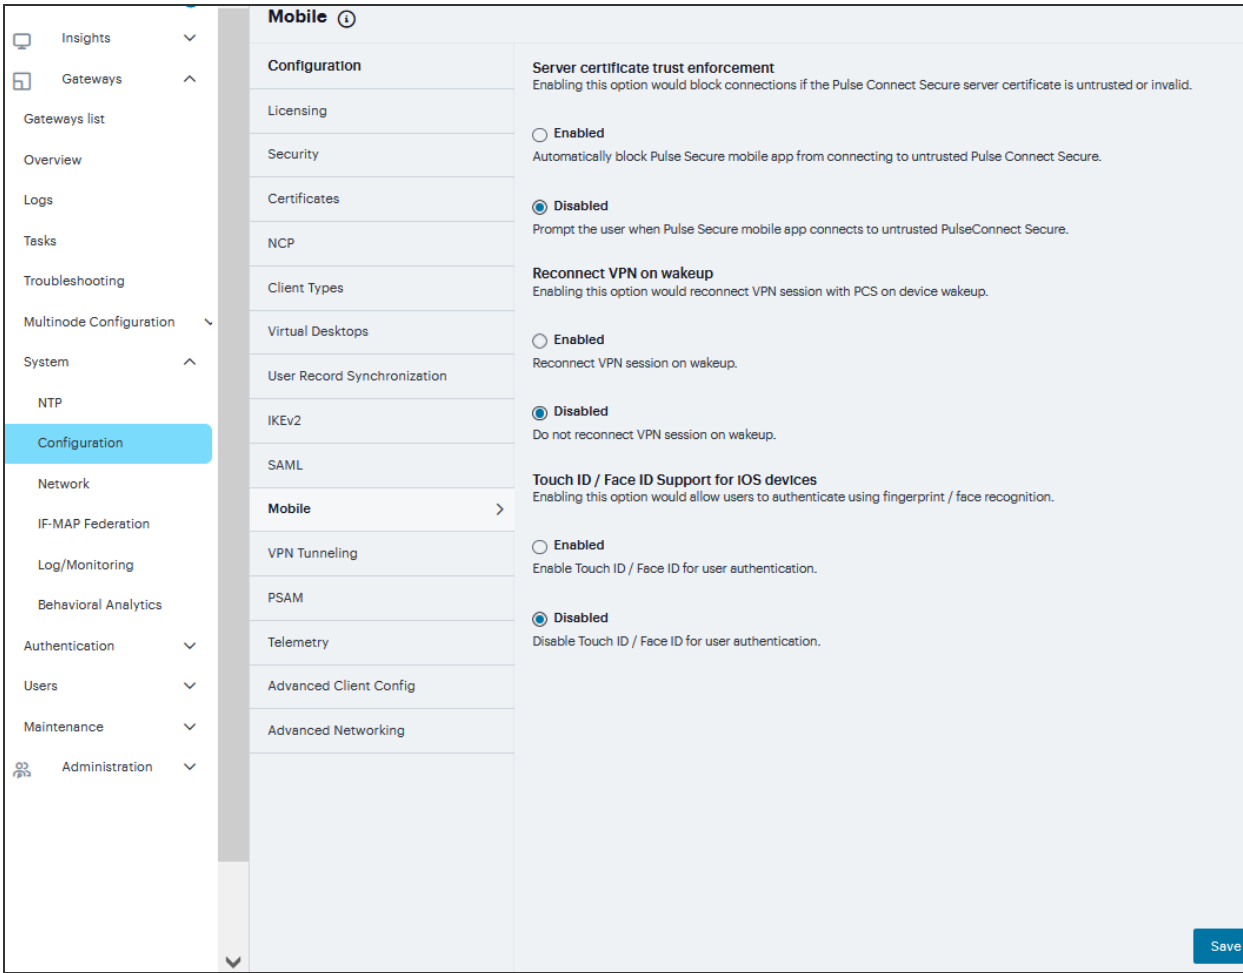 Mobile
Insights
Gateways
Gateways list
Overview
Logs
Tasks
Troubleshooting
Multinode Configuration
System
NTP
Configuration
Network
IF-MAP Federation
Log/Monitoring
Behavioral Analytics
Authentication
Users
Maintenance
Administration
Configuration
Licensing
Security
Certificates
NCP
Client Types
Virtual Desktops
User Record Synchronization
IKEv2
SAML
Mobile
VPN Tunneling
PSAM
Telemetry
Advanced Client Config
Advanced Networking
Server certificate trust enforcement
Enabling this option would block connections if the Pulse Connect Secure server certificate is untrusted or invalid.
Enabled
Automatically block Pulse Secure mobile app from connecting to untrusted Pulse Connect Secure.
Disabled
Prompt the user when Pulse Secure mobile app connects to untrusted PulseConnect Secure.
Reconnect VPN on wakeup
Enabling this option would reconnect VPN session with PCS on device wakeup.
Enabled
Reconnect VPN session on wakeup.
Disabled
Do not reconnect VPN session on wakeup.
Touch ID / Face ID Support for iOS devices
Enabling this option would allow users to authenticate using fingerprint / face recognition.
Enabled
Enable Touch ID / Face ID for user authentication.
Disabled
Disable Touch ID / Face ID for user authentication.
Save